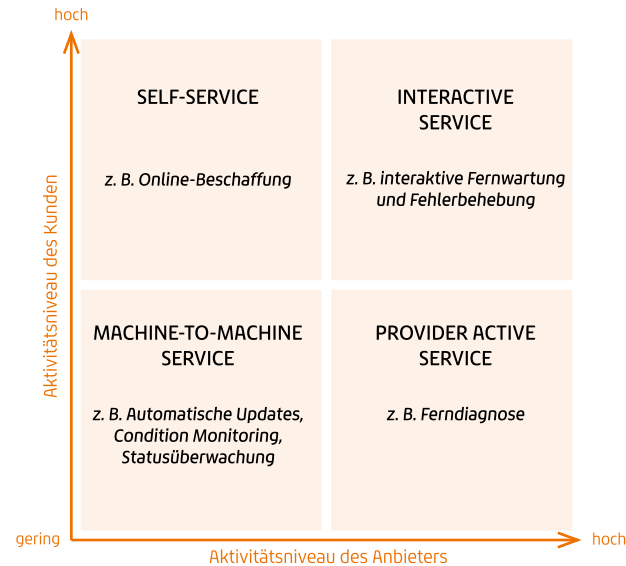 hoch
Aktivitätsniveau des Kunden
SELF-SERVICE
z. B. Online-Beschaffung
INTERACTIVE
SERVICE
z. B. interaktive Fernwartung
und Fehlerbehebung
MACHINE-TO-MACHINE
SERVICE
z. B. Automatische Updates,
Condition Monitoring,
Statusüberwachung
PROVIDER ACTIVE
SERVICE
z. B. Ferndiagnose
gering
Aktivitätsniveau des Anbieters
hoch